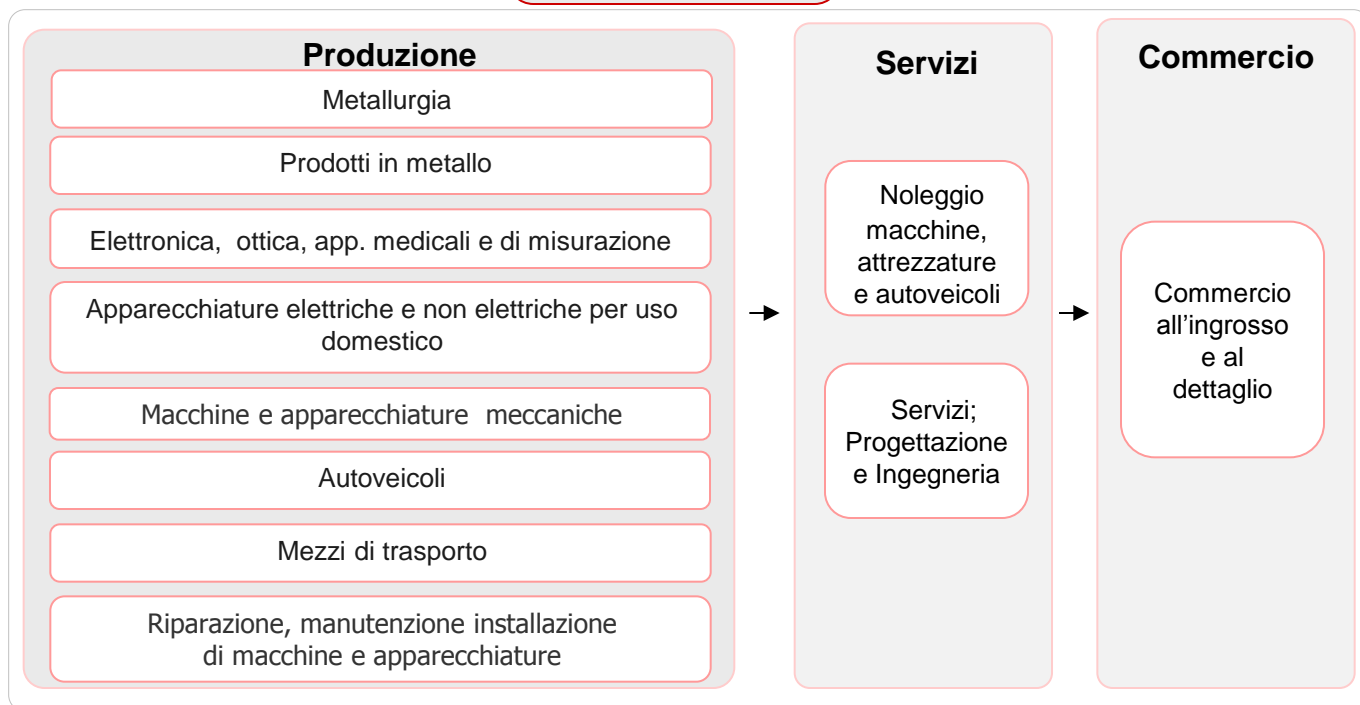 Produzione
Metallurgia
Prodotti in metallo
Elettronica, ottica, app. medicali e di misurazione
Apparecchiature elettriche e non elettriche per uso
domestico
Macchine e apparecchiature meccaniche
Autoveicoli
Mezzi di trasporto
Riparazione, manutenzione installazione
di macchine e apparecchiature
Servizi
Noleggio
macchine,
attrezzature
e autoveicoli
Servizi;
Progettazione
e Ingegneria
Commercio
Commercio
all'ingrosso
e al
dettaglio